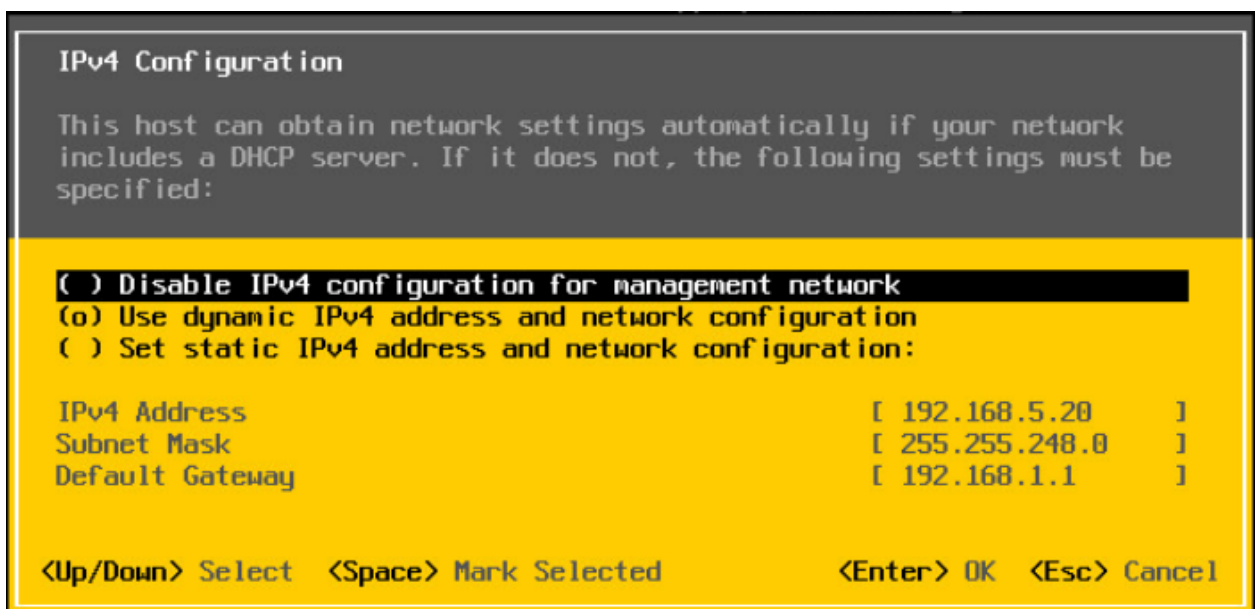 IPv4 Configuration
This host can obtain network settings automatically if your network
includes a DHCP server. If it does not, the following settings must be
specified:
( ) Disable IPv4 configuration for management network
(o) Use dynamic IPv4 address and network configuration
( ) Set static IPv4 address and network configuration:
IPv4 Address [ 192.168.5.20 ]
Subnet Mask [ 255.255.248.0 ]
Default Gateway [ 192.168.1.1 ]
<Up/Down> Select <Space> Mark Selected <Enter> OK <Esc> Cancel